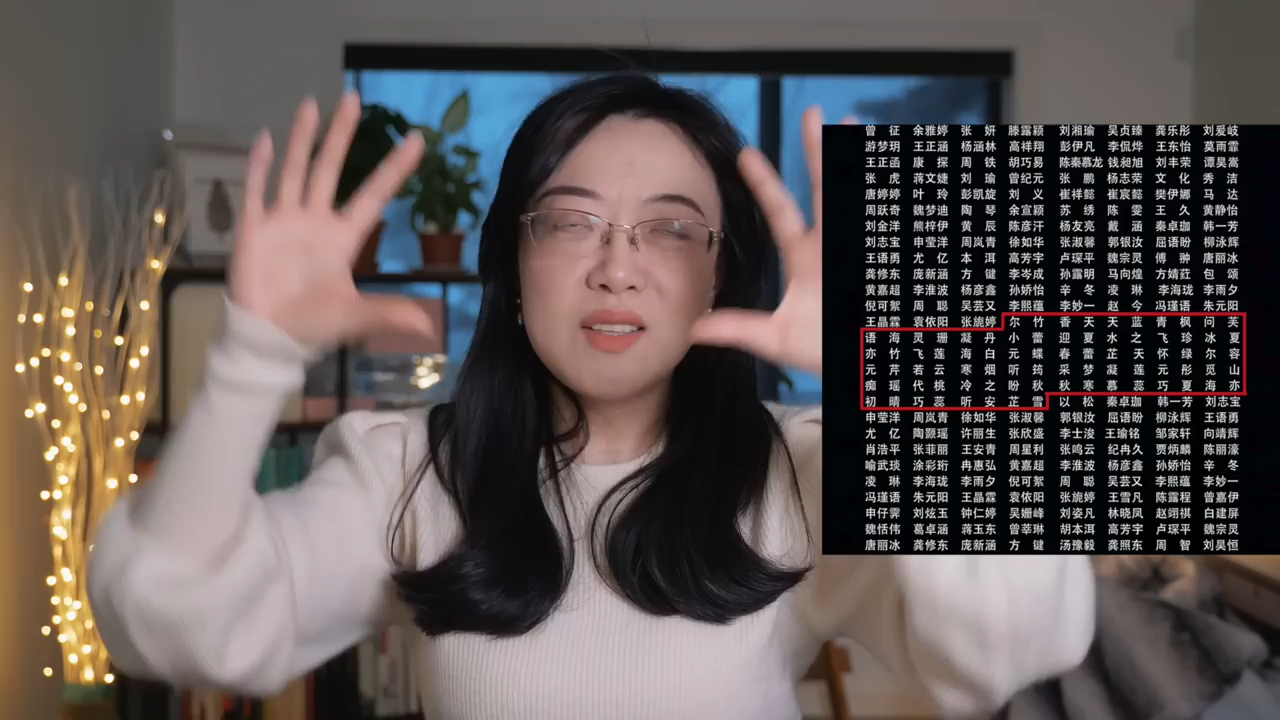 曾 征 余雅婷 张 妍 滕露颖 刘湘瑜 吴贞臻 龚乐彤 刘爰岐
游梦玥 王正涵 杨涵林 高祥翔 彭伊凡 李侃烨 王东怡 莫雨霏
王正函 康 探 周 铁 胡巧易 陈秦慕龙 钱昶旭 刘丰荣 谭昊嵩
张 虎 蒋文婕 刘 瑜 曾纪元 张 鹏 杨志荣 文 化 秀 洁
唐婷婷 叶 玲 彭凯旋 刘 义 崔祥懿 崔宸懿 樊伊娜 马 达
周跃奇 魏梦迪 陶 琴 余宣颖 苏 绣 陈 雯 王 久 黄静怡
刘金洋 熊梓伊 黄 辰 陈彦汗 杨友亮 戴 涵 秦卓珈 韩一芳
刘志宝 申莹洋 周岚青 徐如华 张淑馨 郭银汝 屈语盼 柳泳辉
王语勇 尤 亿 本 洱 高芳宇 卢琛平 魏宗灵 傅 翀 唐丽冰
龚修东 庞新涵 方 键 李岑成 孙露明 马向煌 方婧荭 包 颂
黄嘉超 李淮波 杨彦鑫 孙娇怡 辛 冬 凌 琳 李海珑 李雨夕
倪可絮 周 聪 吴芸又 李熙蕴 李妙一 赵 今 冯瑾语 朱元阳
王晶霖 袁依阳 张旎婷 尔 竹 香 天 天 蓝 青 枫 问 芙
语 海 灵 珊 凝 丹 小 蕾 迎 夏 水 之 飞 珍 冰 夏
亦 竹 飞 莲 海 白 元 蝶 春 蕾 芷 天 怀 绿 尔 容
元 芹 若 云 寒 烟 听 筠 采 梦 凝 莲 元 彤 觅 山
痴 瑶 代 桃 冷 之 盼 秋 秋 寒 慕 蕊 巧 夏 海 亦
初 晴 巧 蕊 听 安 芷 雪 以 松 秦卓珈 韩一芳 刘志宝
申莹洋 周岚青 徐如华 张淑馨 郭银汝 屈语盼 柳泳辉 王语勇
尤 亿 陶颢瑶 许丽生 张欣盛 李士浚 王瑜铭 邹家轩 向靖辉
肖浩平 张菲丽 王安青 周星利 张鸣云 纪冉久 贾炳麟 陈丽濠
喻武琰 涂彩珩 冉惠弘 黄嘉超 李淮波 杨彦鑫 孙娇怡 辛 冬
凌 琳 李海珑 李雨夕 倪可絮 周 聪 吴芸又 李熙蕴 李妙一
冯瑾语 朱元阳 王晶霖 袁依阳 张旎婷 王雪凡 陈露程 曾嘉伊
申仔霁 刘炫玉 钟仁婷 吴姗峰 刘姿凡 林晓凤 赵翊祺 白建屏
魏恬伟 葛卓涵 蒋玉东 曾莘琳 胡本洱 高芳宇 卢琛平 魏宗灵
唐丽冰 龚修东 庞新涵 方 键 汤豫毅 龚照东 周 智 刘昊恒